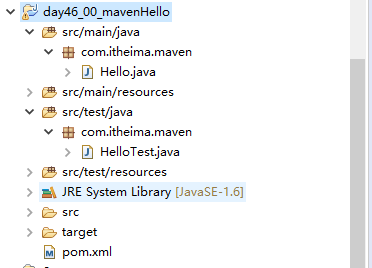 day46_00_mavenHello
src/main/java
com.itheima.maven
Hello.java
src/main/resources
src/test/java
com.itheima.maven
HelloTest.java
src/test/resources
JRE System Library [JavaSE-1.6]
src
target
pom.xml